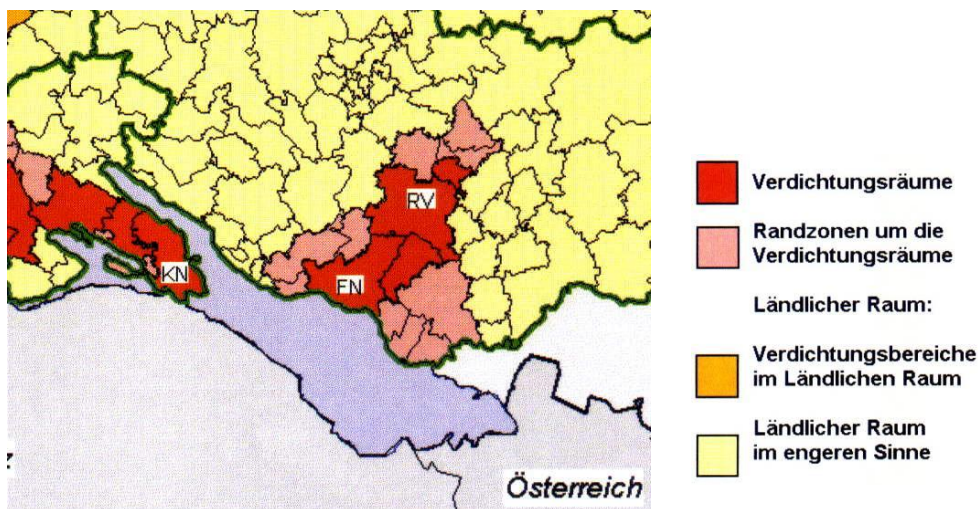 RV
KN
FN
Österreich
Verdichtungsräume
Randzonen um die
Verdichtungsräume
Ländlicher Raum:
Verdichtungsbereiche
im Ländlichen Raum
Ländlicher Raum
im engeren Sinne